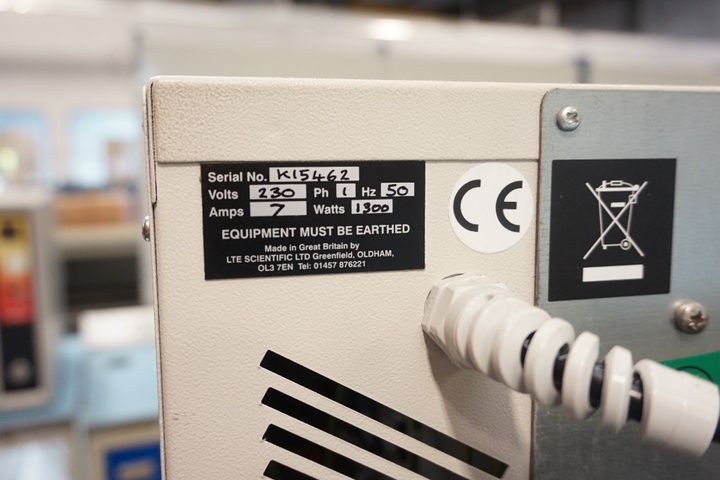 Serial No. K15462
Volts 230 Ph 1 Hz 50
Amps 7 Watts 1300
EQUIPMENT MUST BE EARTHED
Made in Great Britain by
LTE SCIENTIFIC LTD Greenfield, OLDHAM,
OL3 7EN Tel: 01457 876221
CE